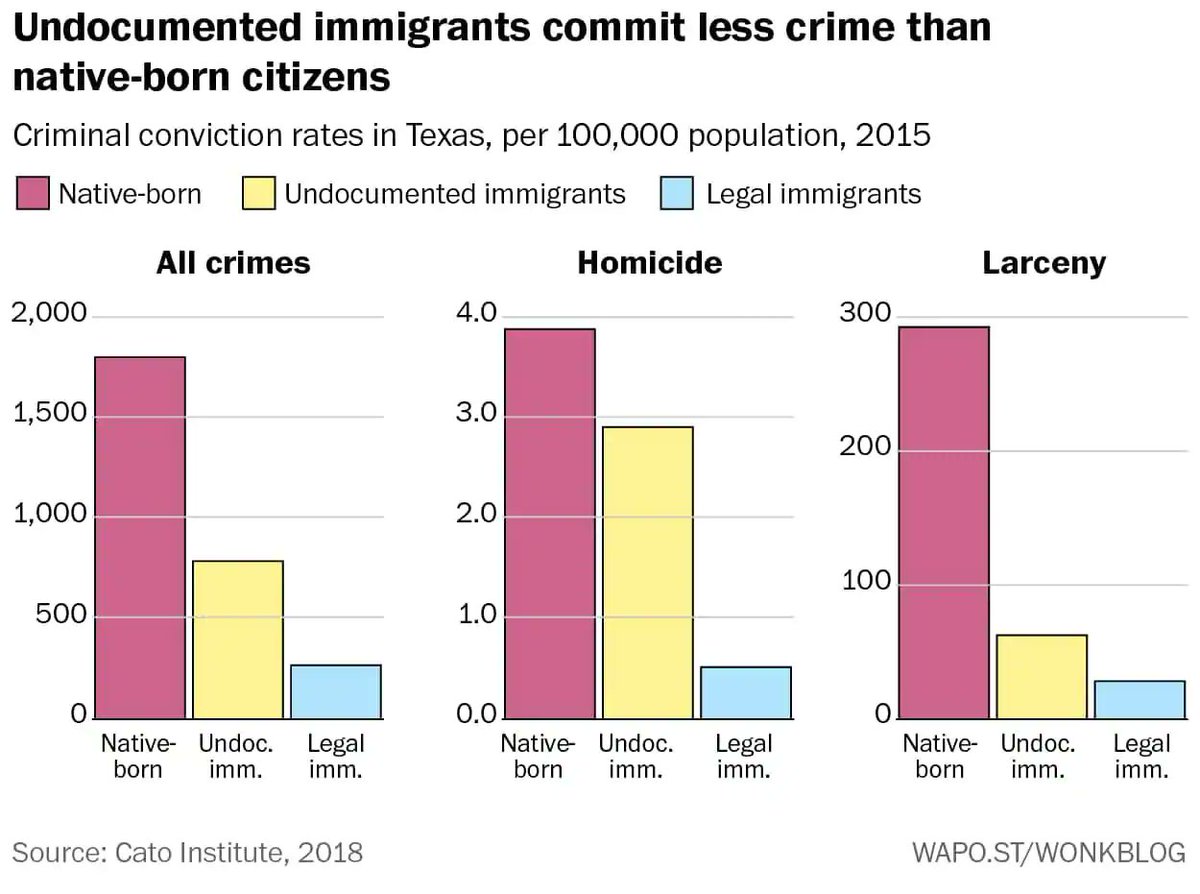 Undocumented immigrants commit less crime than
native-born citizens
Criminal conviction rates in Texas, per 100,000 population, 2015
Native-born Undocumented immigrants Legal immigrants
All crimes
2,000
1,500
1,000
500
0
Native-
born
Undoc.
imm.
Legal
imm.
Homicide
4.0
3.0
2.0
1.0
0.0
Native-
born
Undoc.
imm.
Legal
imm.
Larceny
300
200
100
0
Native-
born
Undoc.
imm.
Legal
imm.
Source: Cato Institute, 2018
WAPO.ST/WONKBLOG